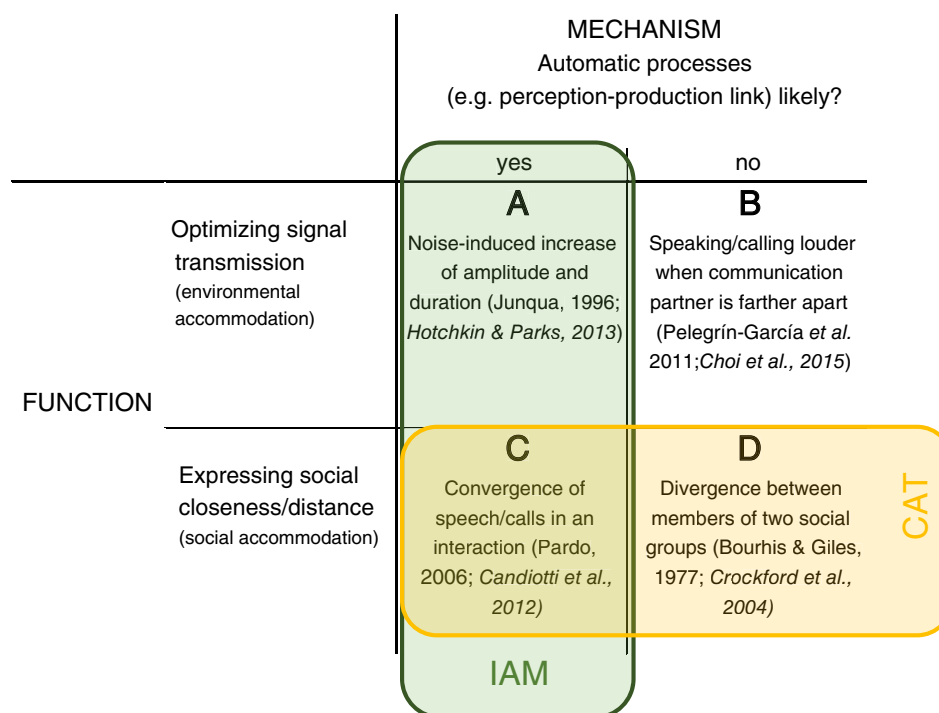 MECHANISM
Automatic processes
(e.g. perception-production link) likely?
yes
no
FUNCTION
Optimizing signal
transmission
(environmental
accommodation)
A
Noise-induced increase
of amplitude and
duration (Junqua, 1996;
Hotchkin & Parks, 2013)
B
Speaking/calling louder
when communication
partner is farther apart
(Pelegrín-García et al.
2011;Choi et al., 2015)
Expressing social
closeness/distance
(social accommodation)
C
Convergence of
speech/calls in an
interaction (Pardo,
2006; Candiotti et al.,
2012)
D
Divergence between
members of two social
groups (Bourhis & Giles,
1977; Crockford et al.,
2004)
CAT
IAM